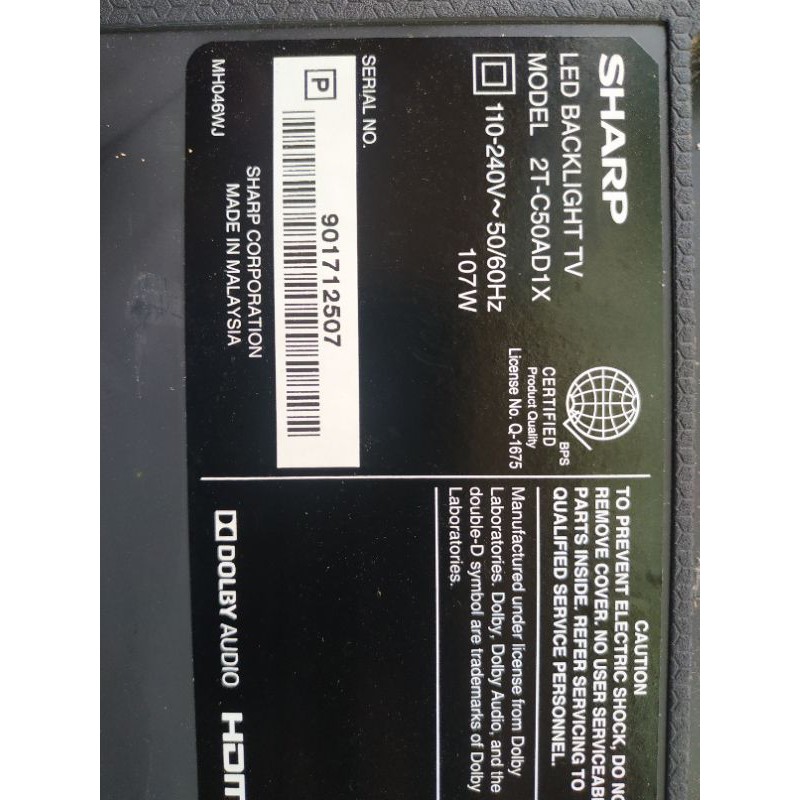 SHARP
LED BACKLIGHT TV
MODEL 2T-C50AD1X
110-240V~ 50/60Hz
107W
BPS
CERTIFIED
Product Quality
License No. Q-1675
SERIAL NO.
P
901712507
SHARP CORPORATION
MADE IN MALAYSIA
MH046WJ
CAUTION
TO PREVENT ELECTRIC SHOCK, DO
REMOVE COVER. NO USER
PARTS INSIDE. REFER SERVICING TO
QUALIFIED SERVICE PERSONNEL.
Manufactured under license from Dolby
Laboratories. Dolby, Dolby Audio, and the
double-D symbol are trademarks of Dolby
Laboratories.
DOLBY AUDIO